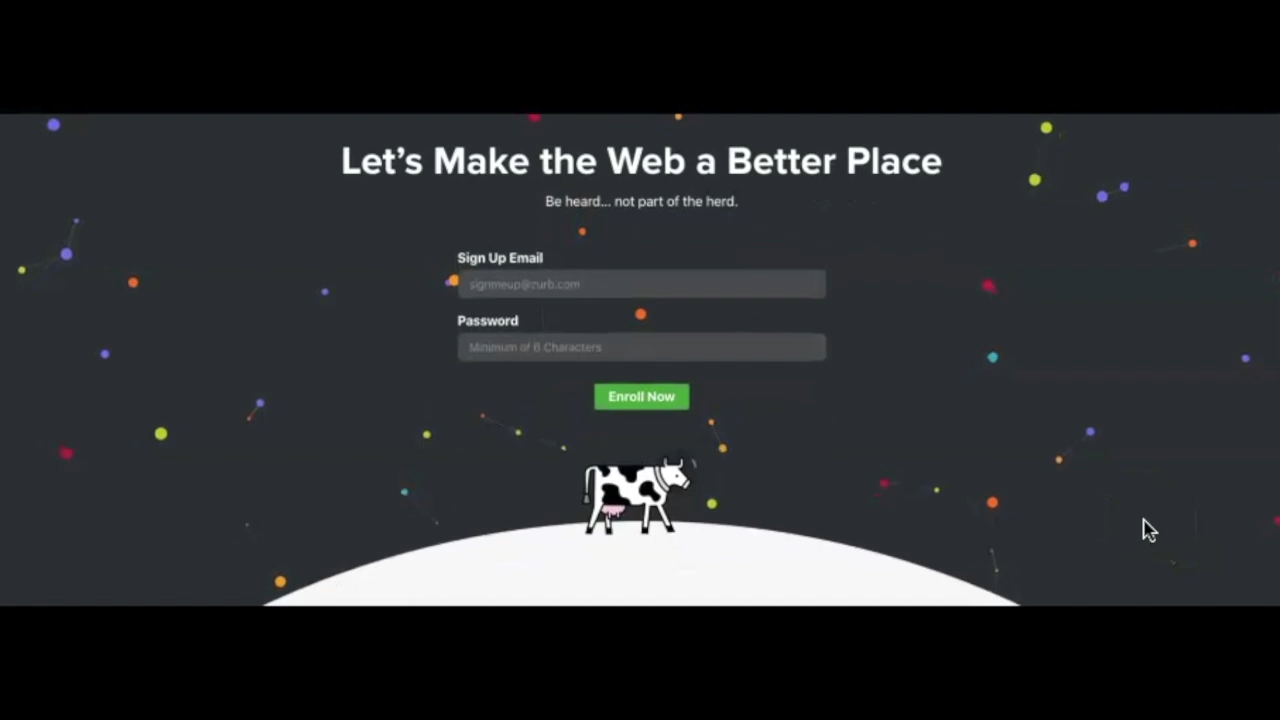 Let’s Make the Web a Better Place
Be heard... not part of the herd.
Sign Up Email
signmeup@zurb.com
Password
Minimum of 6 Characters
Enroll Now